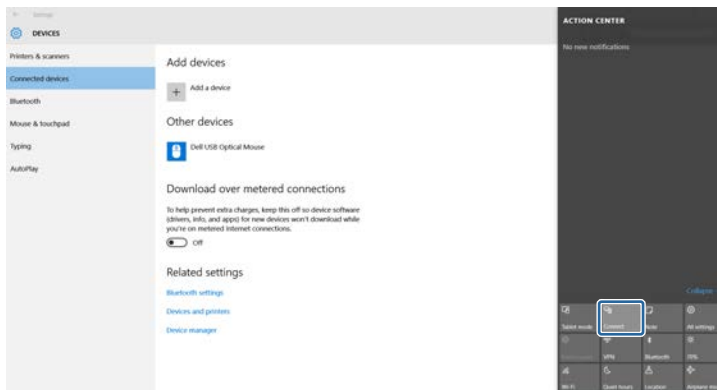 Settings
DEVICES
Printers & scanners
Connected devices
Bluetooth
Mouse & touchpad
Typing
AutoPlay
Add devices
Add a device
Other devices
Dell USB Optical Mouse
Download over metered connections
To help prevent extra charges, keep this off so device software
(drivers, info, and apps) for new devices won't download while
you're on metered Internet connections.
Off
Related settings
Bluetooth settings
Devices and printers
Device manager
ACTION CENTER
No new notifications
Collapse
Tablet mode
Connect
Note
All settings
VPN
Bluetooth
70%
Wi-Fi
Quiet hours
Location
Airplane mo